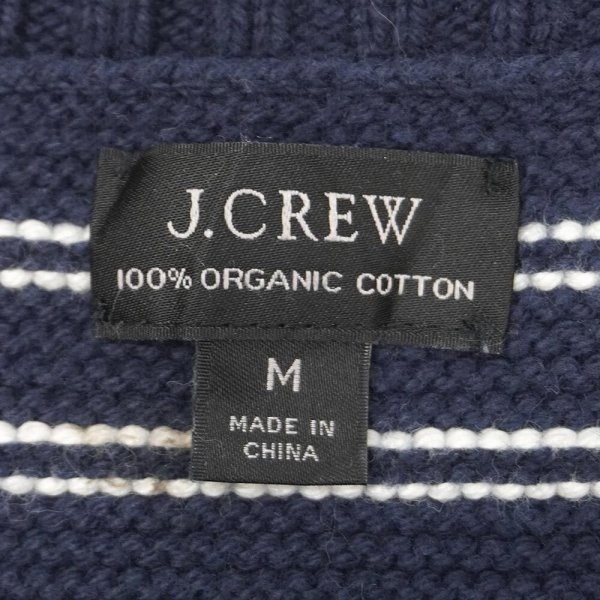 J.CREW
100% ORGANIC COTTON
M
MADE IN
CHINA